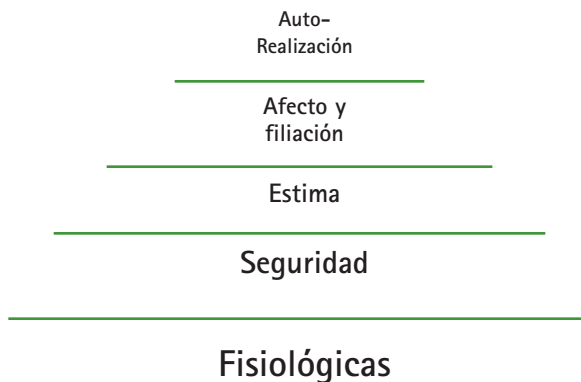 Auto-
Realización
Afecto y
filiación
Estima
Seguridad
Fisiológicas